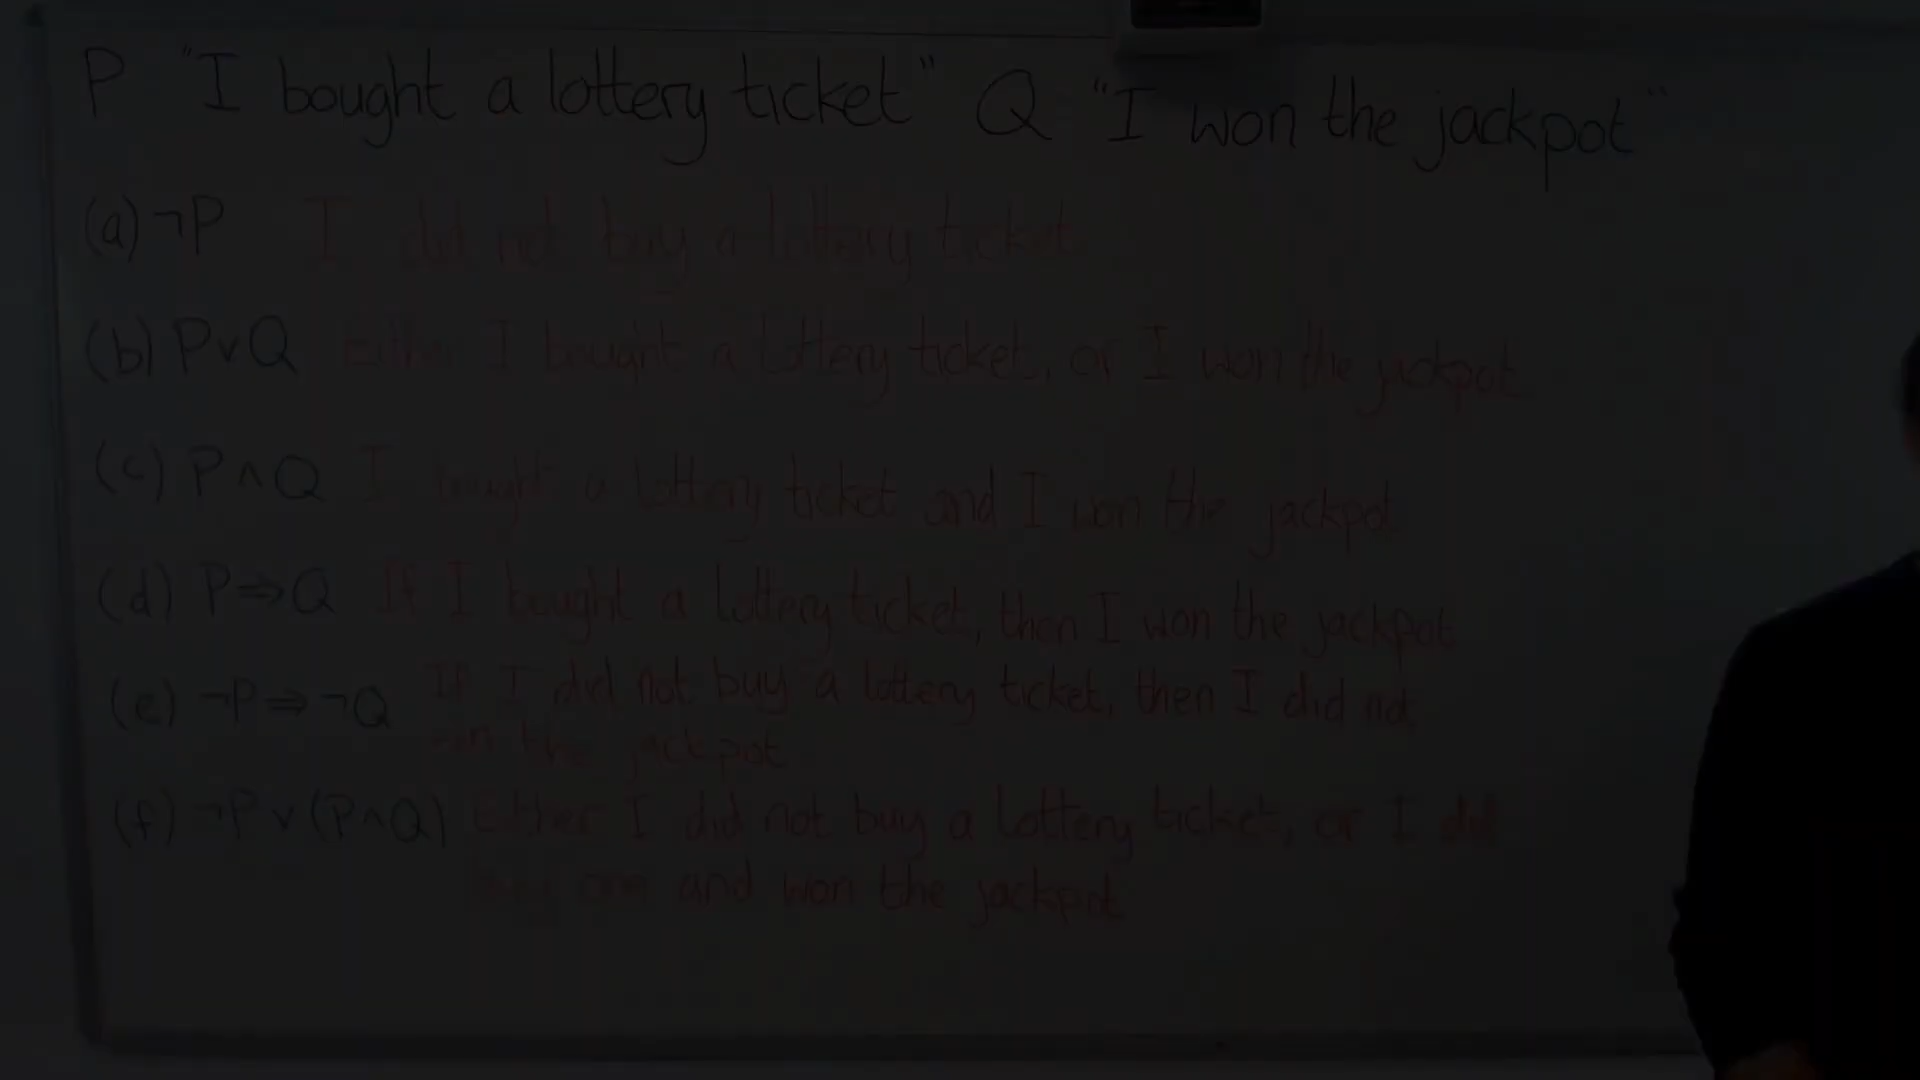 P "I bought a lottery ticket" Q "I won the jackpot"
(a) ¬P I did not buy a lottery ticket
(b) P∨Q Either I bought a lottery ticket, or I won the jackpot
(c) P∧Q I bought a lottery ticket and I won the jackpot
(d) P⇒Q If I bought a lottery ticket, then I won the jackpot
(e) ¬P⇒¬Q If I did not buy a lottery ticket, then I did not
in the jackpot
(f) ¬P∨(P∧Q) Either I did not buy a lottery ticket, or I did
one and won the jackpot